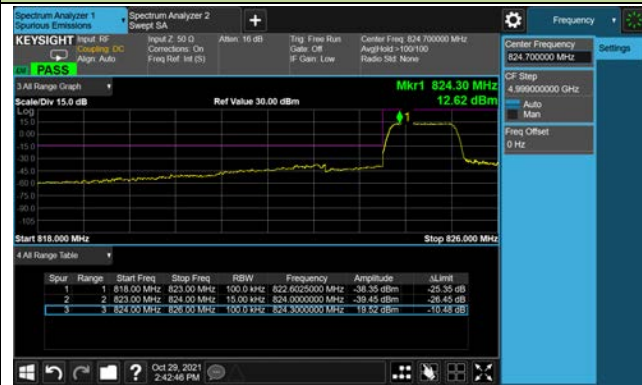 Spectrum Analyzer 1
Spurious Emissions
Spectrum Analyzer 2
Swept SA
Frequency
KEYSIGHT
Input: RF
Coupling: DC
Align: Auto
Input Z: 50 Ω
Corrections: On
Freq Ref: Int (S)
Atten: 16 dB
Trig: Free Run
Gate: Off
IF Gain: Low
Center Freq: 824.700000 MHz
Avg|Hold:>100/100
Radio Std: None
PASS
Center Frequency
824.700000 MHz
Settings
CF Step
4.999000000 GHz
Auto
Man
Freq Offset
0 Hz
3 All Range Graph
Mkr1 824.30 MHz
Scale/Div 15.0 dB
Ref Value 30.00 dBm
12.62 dBm
Log
15.0
0.00
-15.0
-30.0
-45.0
-60.0
-75.0
-90.0
-105
1
Start 818.000 MHz
Stop 826.000 MHz
4 All Range Table
Spur Range Start Freq Stop Freq RBW Frequency Amplitude ΔLimit
1 1 818.00 MHz 823.00 MHz 100.0 kHz 822.6025000 MHz -38.35 dBm -25.35 dB
2 2 823.00 MHz 824.00 MHz 15.00 kHz 824.0000000 MHz -39.45 dBm -26.45 dB
3 3 824.00 MHz 826.00 MHz 100.0 kHz 824.3000000 MHz 19.52 dBm -10.48 dB
Oct 29, 2021
2:42:46 PM